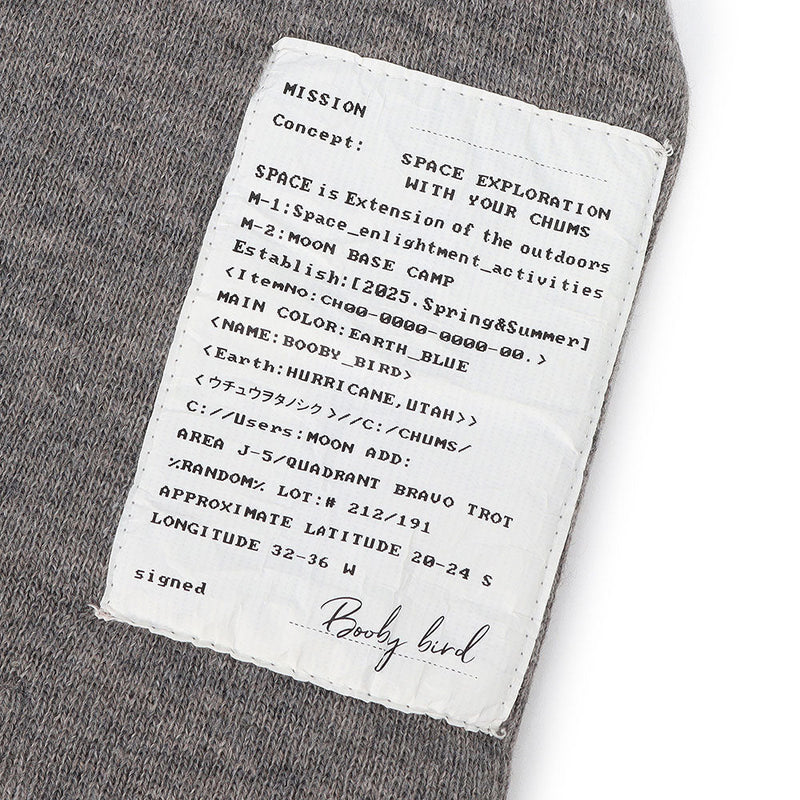 MISSION
Concept:
SPACE EXPLORATION
WITH YOUR CHUMS
SPACE is Extension of the outdoors
M-1:Space_enlightment_activities
M-2:MOON BASE CAMP
Establish:[2025.Spring&Summer]
<ItemNo:CH00-0000-0000-00.>
MAIN COLOR:EARTH_BLUE
<NAME:BOOBY_BIRD>
<Earth:HURRICANE,UTAH>>
<ウチュウヲタノシク>//C:/CHUMS/
C://Users:MOON ADD:
AREA J-5/QUADRANT BRAVO TROT
%RANDOM% LOT:# 212/191
APPROXIMATE LATITUDE 20-24 S
LONGITUDE 32-36 W
signed
Booby bird